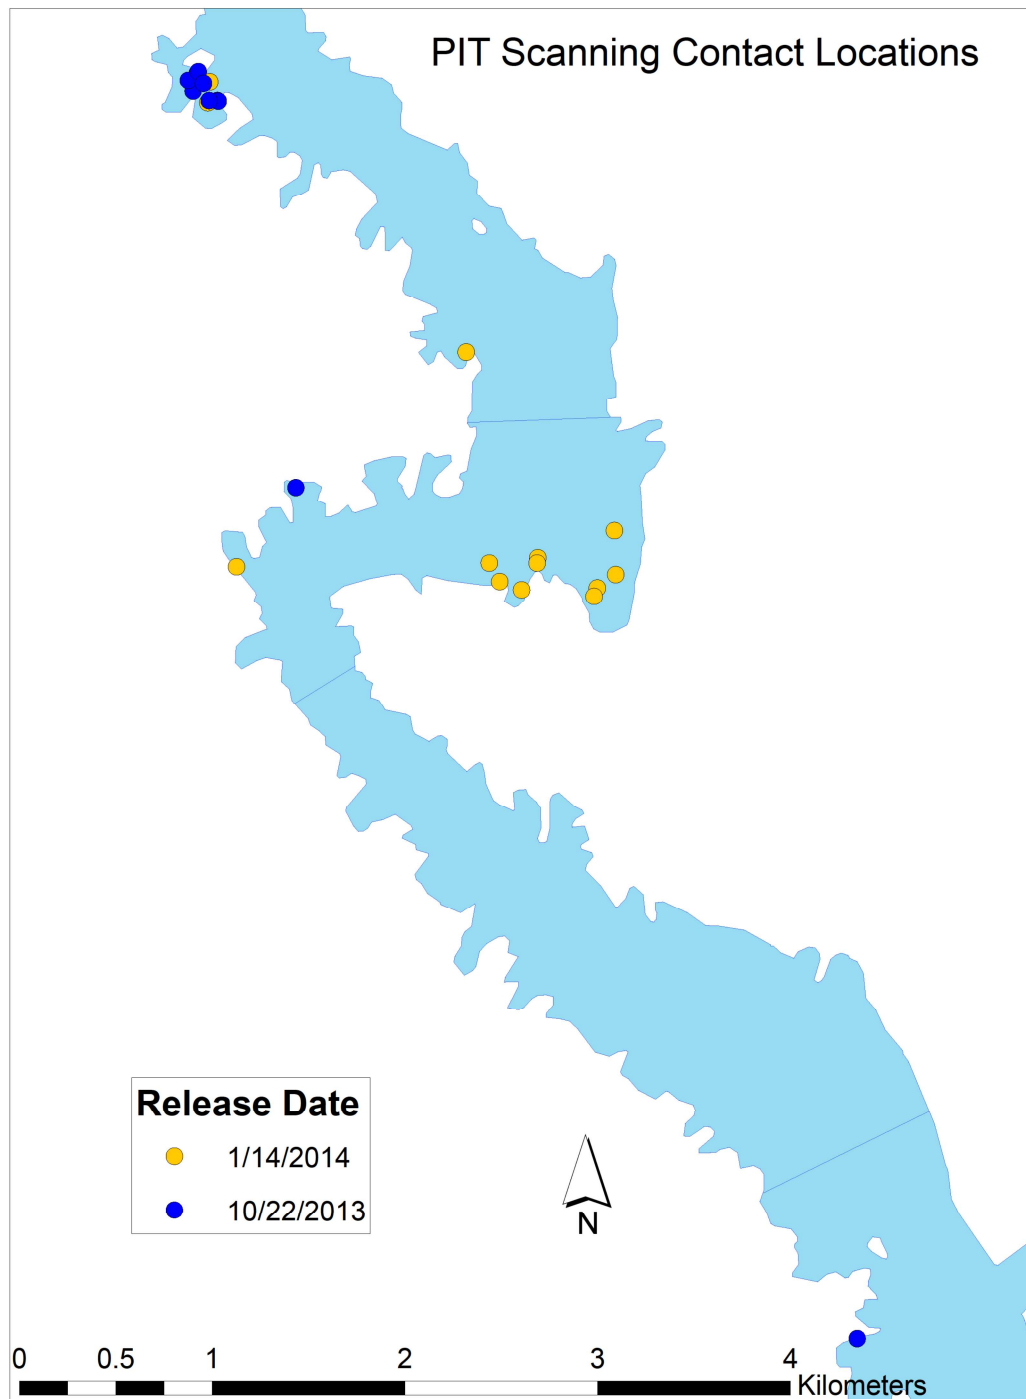 PIT Scanning Contact Locations
Release Date
1/14/2014
10/22/2013
N
0 0.5 1 2 3 4
Kilometers